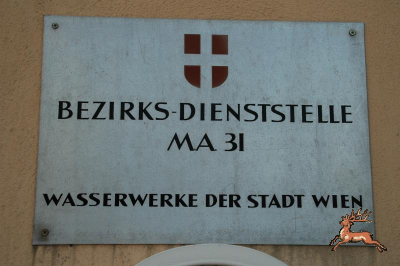 BEZIRKS-DIENSTSTELLE
MA 31
WASSERWERKE DER STADT WIEN